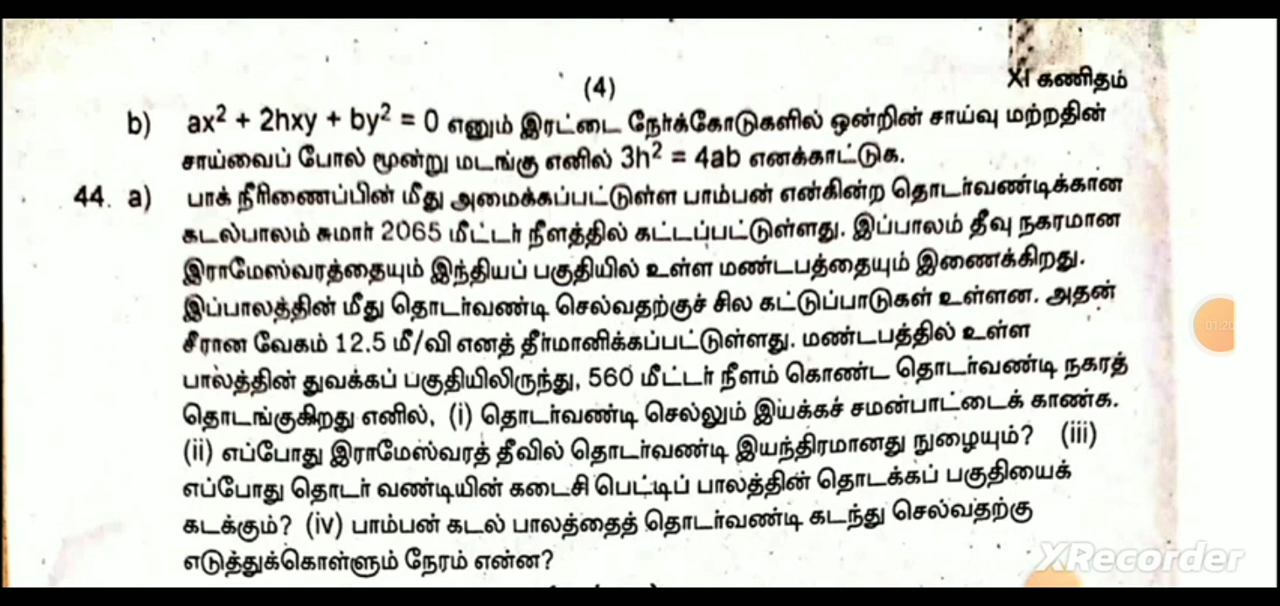 (4)
XI கணிதம்
b) ax² + 2hxy + by² = 0 எனும் இரட்டை நேர்க்கோடுகளில் ஒன்றின் சாய்வு மற்றதின்
சாய்வைப் போல் மூன்று மடங்கு எனில் 3h² = 4ab எனக்காட்டுக.
44. a) பாக் நீரிணைப்பின் மீது அமைக்கப்பட்டுள்ள பாம்பன் என்கின்ற தொடர்வண்டிக்கான
கடல்பாலம் சுமார் 2065 மீட்டர் நீளத்தில் கட்டப்பட்டுள்ளது. இப்பாலம் தீவு நகரமான
இராமேஸ்வரத்தையும் இந்தியப் பகுதியில் உள்ள மண்டபத்தையும் இணைக்கிறது.
இப்பாலத்தின் மீது தொடர்வண்டி செல்வதற்குச் சில கட்டுப்பாடுகள் உள்ளன. அதன்
சீரான வேகம் 12.5 மீ/வி எனத் தீர்மானிக்கப்பட்டுள்ளது. மண்டபத்தில் உள்ள
பாலத்தின் துவக்கப் பகுதியிலிருந்து, 560 மீட்டர் நீளம் கொண்ட தொடர்வண்டி நகரத்
தொடங்குகிறது எனில், (i) தொடர்வண்டி செல்லும் இயக்கச் சமன்பாட்டைக் காண்க.
(ii) எப்போது இராமேஸ்வரத் தீவில் தொடர்வண்டி இயந்திரமானது நுழையும்? (iii)
எப்போது தொடர் வண்டியின் கடைசி பெட்டிப் பாலத்தின் தொடக்கப் பகுதியைக்
கடக்கும்? (iv) பாம்பன் கடல் பாலத்தைத் தொடர்வண்டி கடந்து செல்வதற்கு
எடுத்துக்கொள்ளும் நேரம் என்ன?
01:20
XRecorder